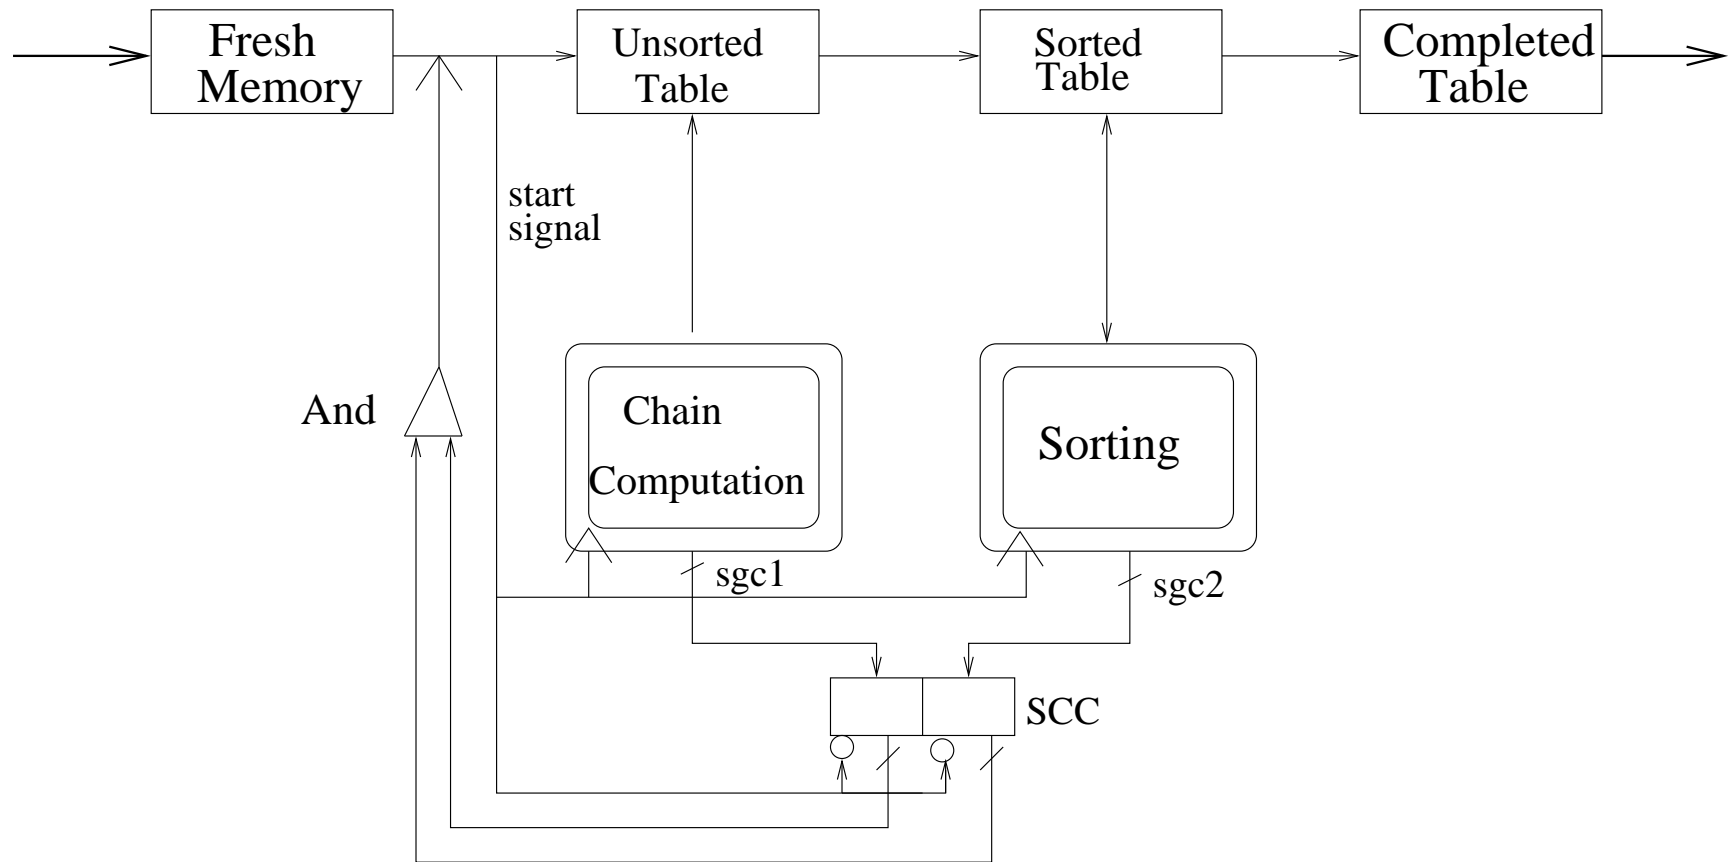 Fresh
Memory
Unsorted
Table
Sorted
Table
Completed
Table
start
signal
And
Chain
Computation
Sorting
sgc1
sgc2
SCC